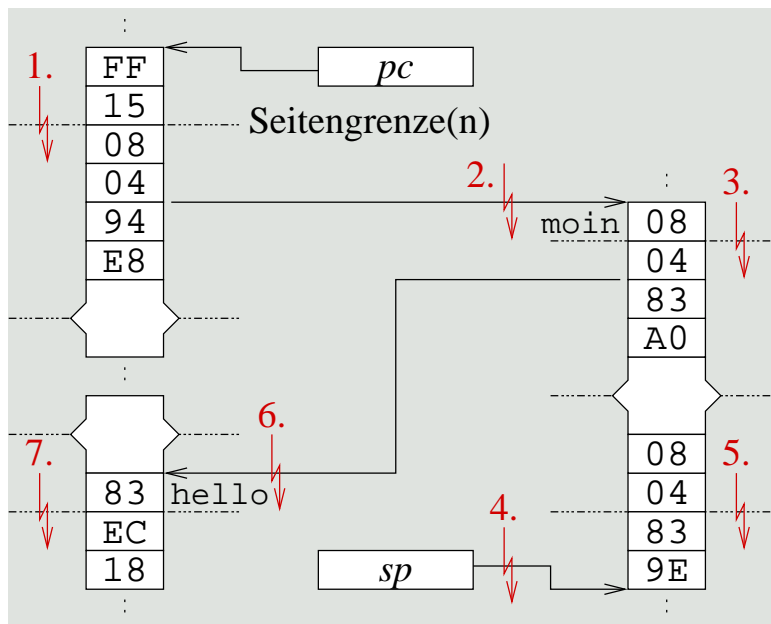 FF
pc
1.
15
Seitengrenze(n)
08
04
2.
3.
94
moin
08
E8
04
83
A0
6.
7.
08
5.
83
hello
04
EC
4.
83
18
sp
9E